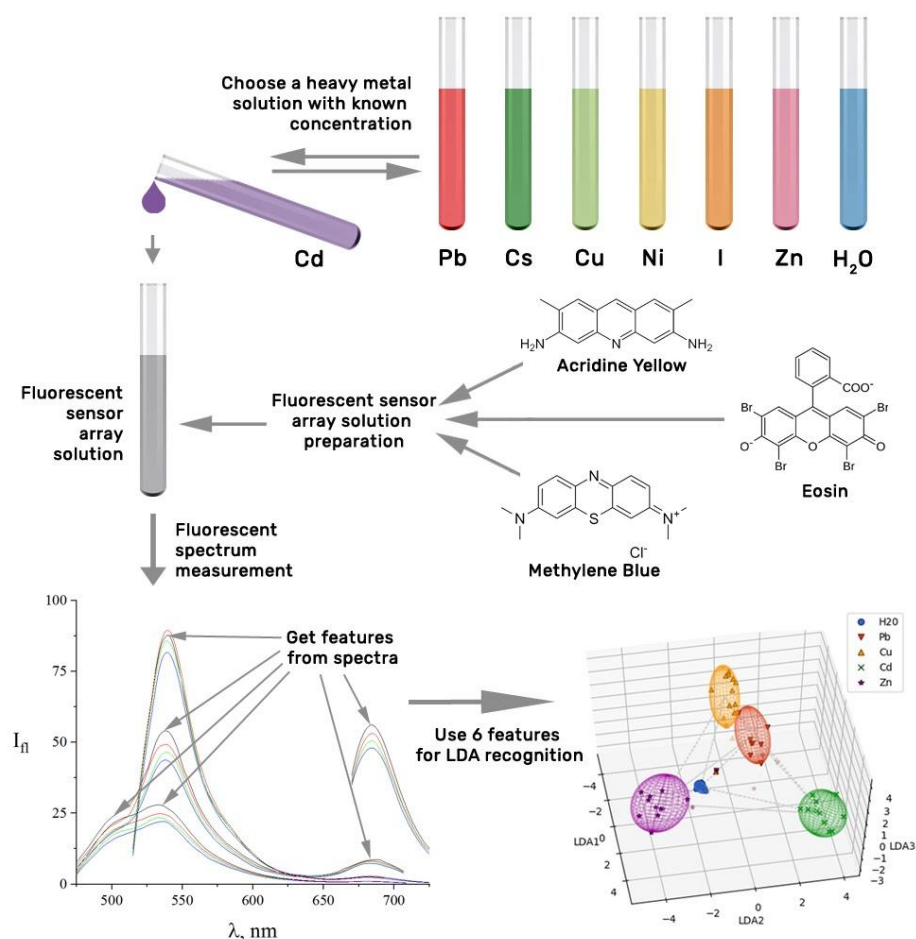 Choose a heavy metal
solution with known
concentration
Cd
Pb Cs Cu Ni I Zn H₂O
H₂N N NH₂
Acridine Yellow
Fluorescent
sensor
array
solution
Fluorescent sensor
array solution
preparation
COO⁻
Br Br
O⁻ O O
Br Br
Eosin
N
N S N⁺
Cl⁻
Methylene Blue
Fluorescent
spectrum
measurement
100
75
50
25
0
I_fl
500 550 600 650 700
λ, nm
Get features
from spectra
Use 6 features
for LDA recognition
H20
Pb
Cu
Cd
Zn
−4
−2
0
2
4
LDA1
−4 −2 0 2 4
LDA2
4
3
2
1
0
−1
−2
−3
LDA3